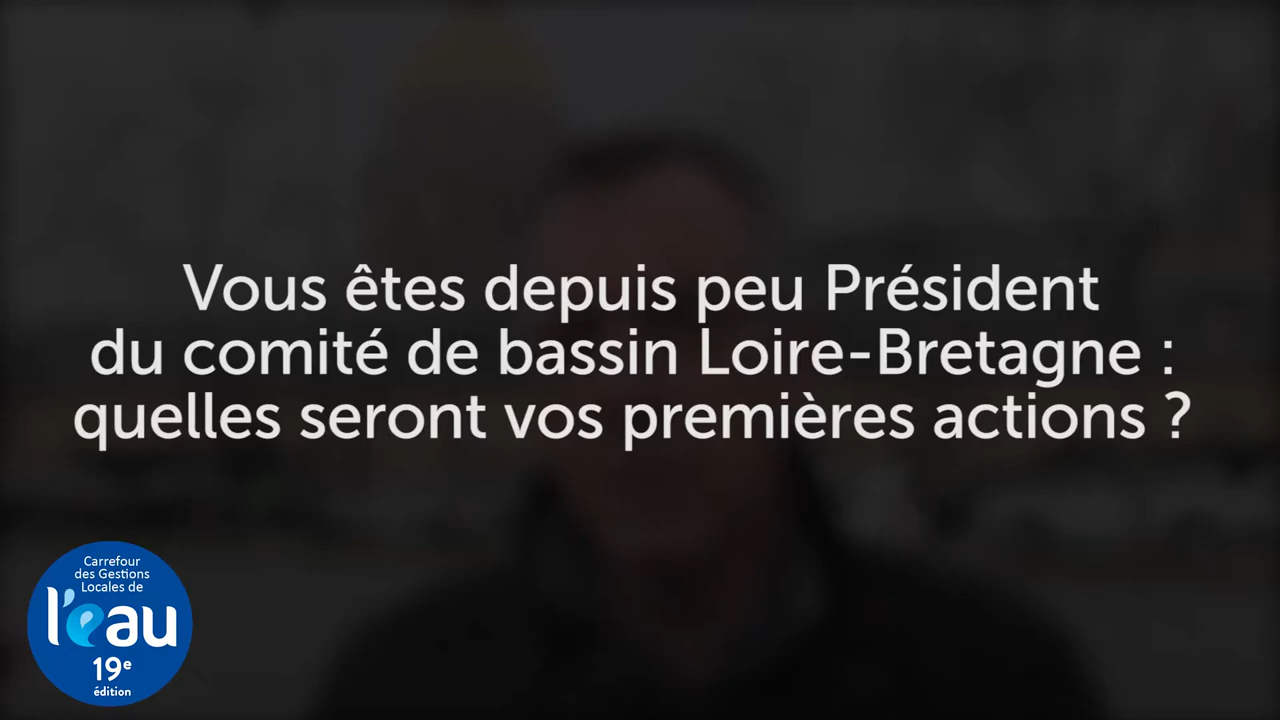 Vous êtes depuis peu Président
du comité de bassin Loire-Bretagne :
quelles seront vos premières actions ?
Carrefour
des Gestions
Locales de
l'eau
19e
édition